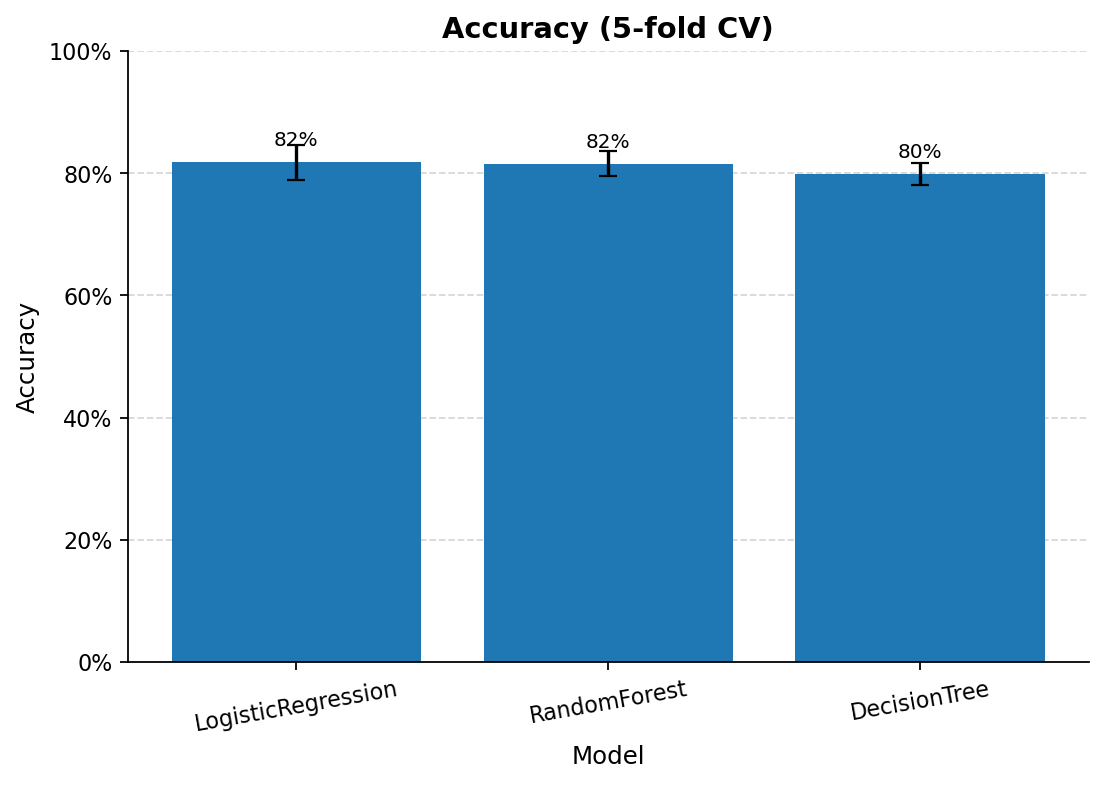 Accuracy (5-fold CV)
100%
80%
60%
40%
20%
0%
Accuracy
82%
82%
80%
LogisticRegression
RandomForest
DecisionTree
Model